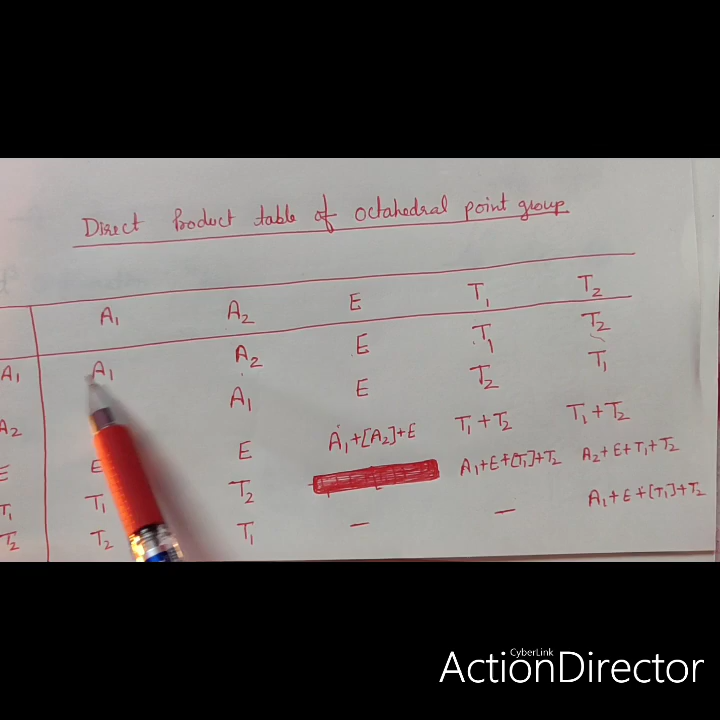 Direct Product table of octahedral point group
A₁ A₂ E T₁ T₂
A₁ A₁ A₂ E T₁ T₂
A₂ A₁ E T₂ T₁
E E E A₁+[A₂]+E T₁+T₂ T₁+T₂
T₁ T₁ T₂ A₁+E+[T₁]+T₂ A₂+E+T₁+T₂
T₂ T₂ T₁ — — A₁+E+[T₁]+T₂
CyberLink
ActionDirector